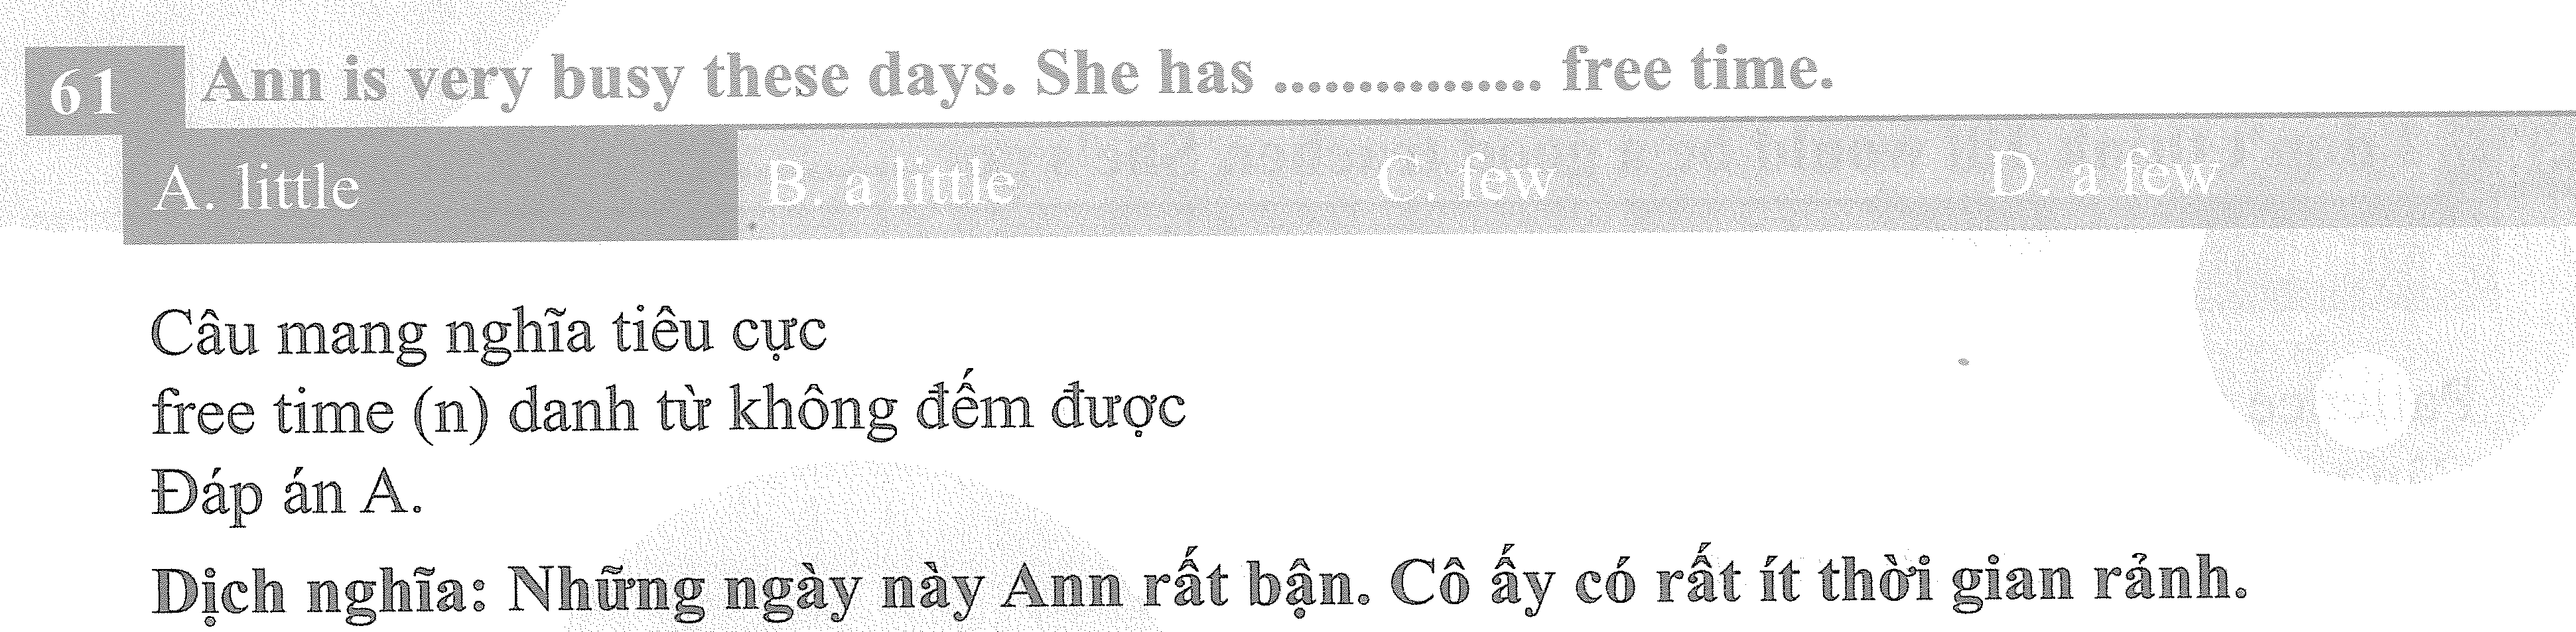 61 Ann is very busy these days. She has ................ free time.
A. little B. a little C. few D. a few
Câu mang nghĩa tiêu cực
free time (n) danh từ không đếm được
Đáp án A.
Dịch nghĩa: Những ngày này Ann rất bận. Cô ấy có rất ít thời gian rảnh.